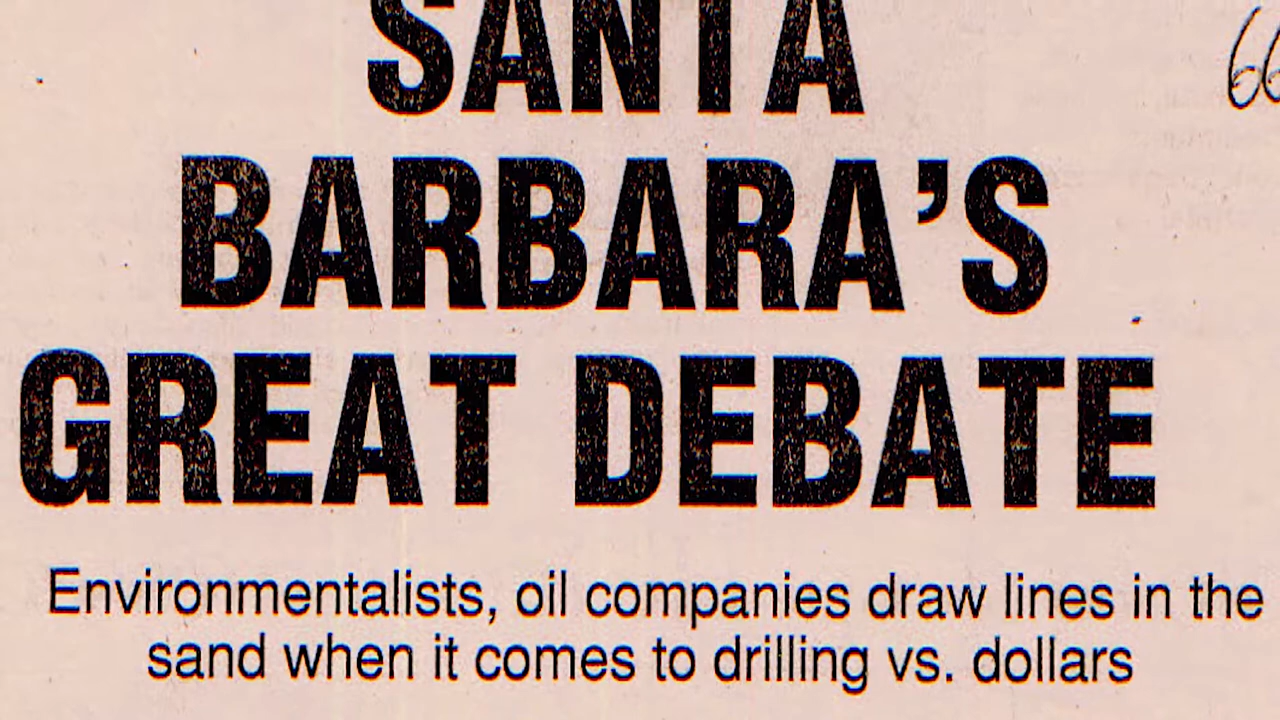 SANTA
BARBARA'S
GREAT DEBATE
Environmentalists, oil companies draw lines in the
sand when it comes to drilling vs. dollars